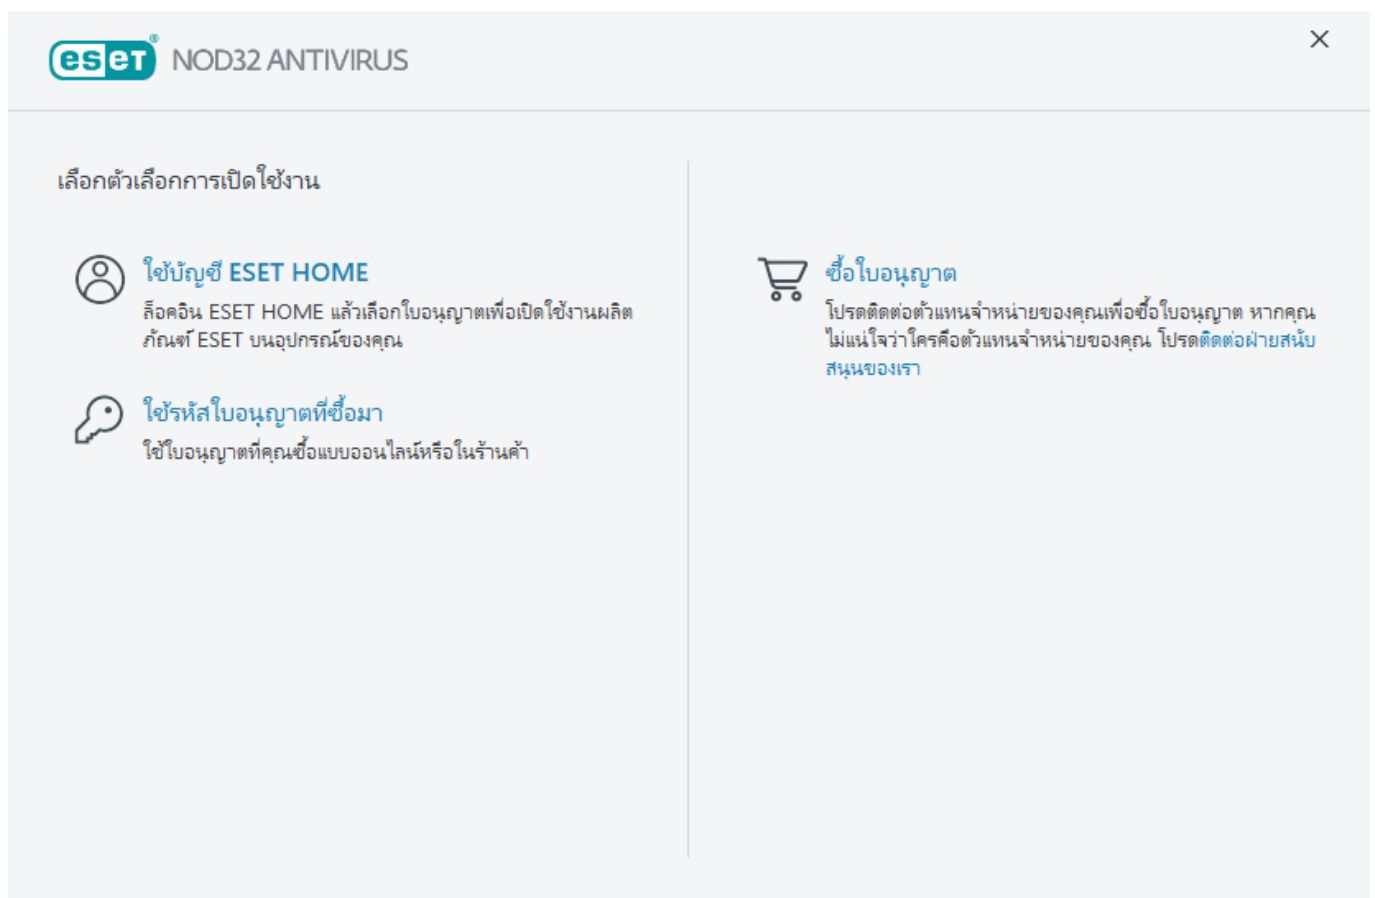 eset® NOD32 ANTIVIRUS
เลือกตัวเลือกการเปิดใช้งาน
ใช้บัญชี ESET HOME
ล็อคอิน ESET HOME แล้วเลือกใบอนุญาตเพื่อเปิดใช้งานผลิต
ภัณฑ์ ESET บนอุปกรณ์ของคุณ
ใช้รหัสใบอนุญาตที่ซื้อมา
ใช้ใบอนุญาตที่คุณซื้อแบบออนไลน์หรือในร้านค้า
ซื้อใบอนุญาต
โปรดติดต่อตัวแทนจำหน่ายของคุณเพื่อซื้อใบอนุญาต หากคุณ
ไม่แน่ใจว่าใครคือตัวแทนจำหน่ายของคุณ โปรดติดต่อฝ่ายสนับ
สนุนของเรา